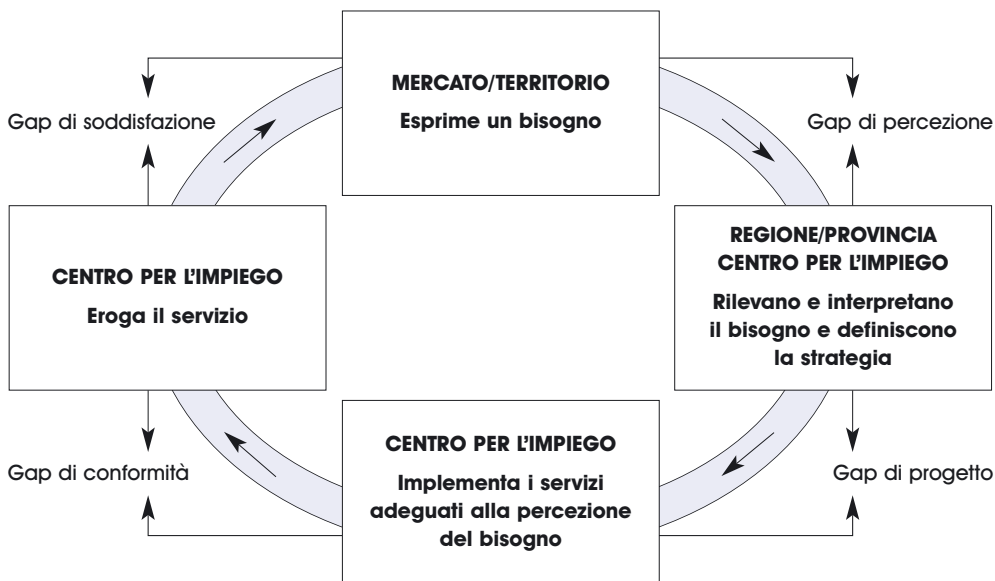 MERCATO/TERRITORIO
Esprime un bisogno
Gap di soddisfazione
Gap di percezione
CENTRO PER L'IMPIEGO
Eroga il servizio
REGIONE/PROVINCIA
CENTRO PER L'IMPIEGO
Rilevano e interpretano
il bisogno e definiscono
la strategia
Gap di conformità
Gap di progetto
CENTRO PER L'IMPIEGO
Implementa i servizi
adeguati alla percezione
del bisogno